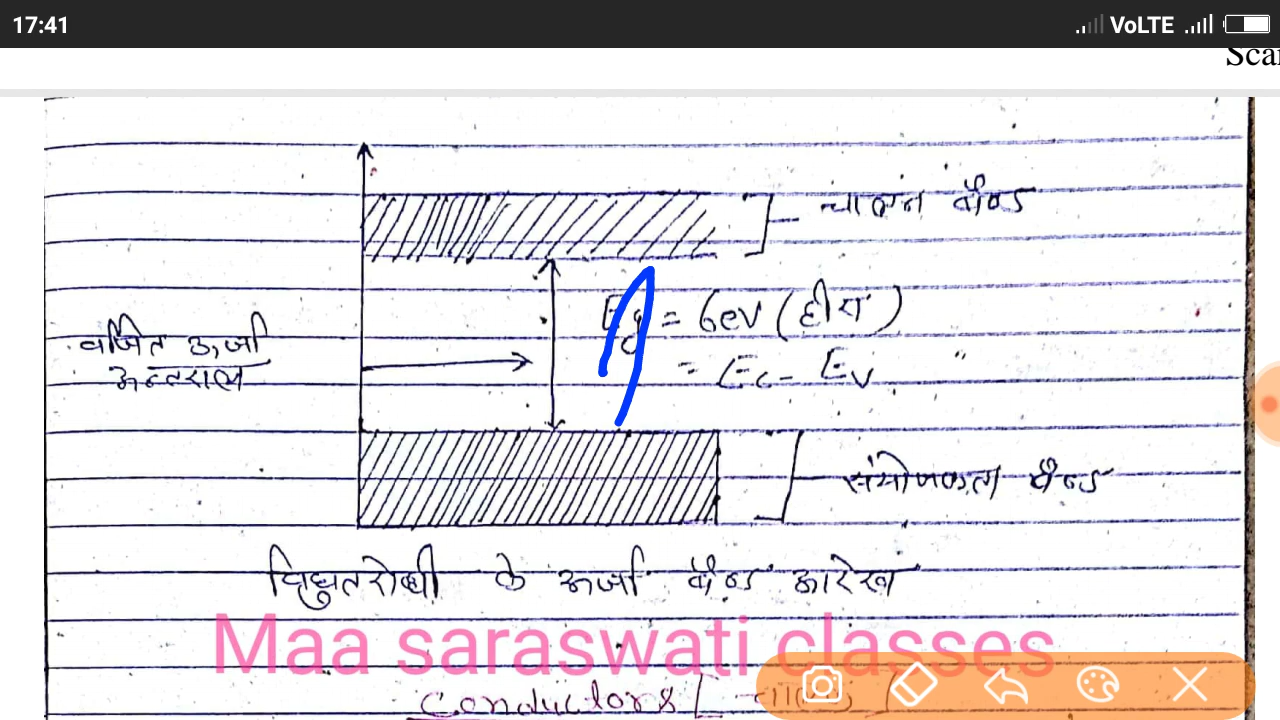 17:41
VoLTE
Sca
चालन बैण्ड
Eg = 6eV (हीरा)
= Ec - Ev
वर्जित ऊर्जा
अन्तराल
संयोजकता बैण्ड
विधुतरोधी के ऊर्जा बैण्ड आरेख
Maa saraswati classes
Conductors [